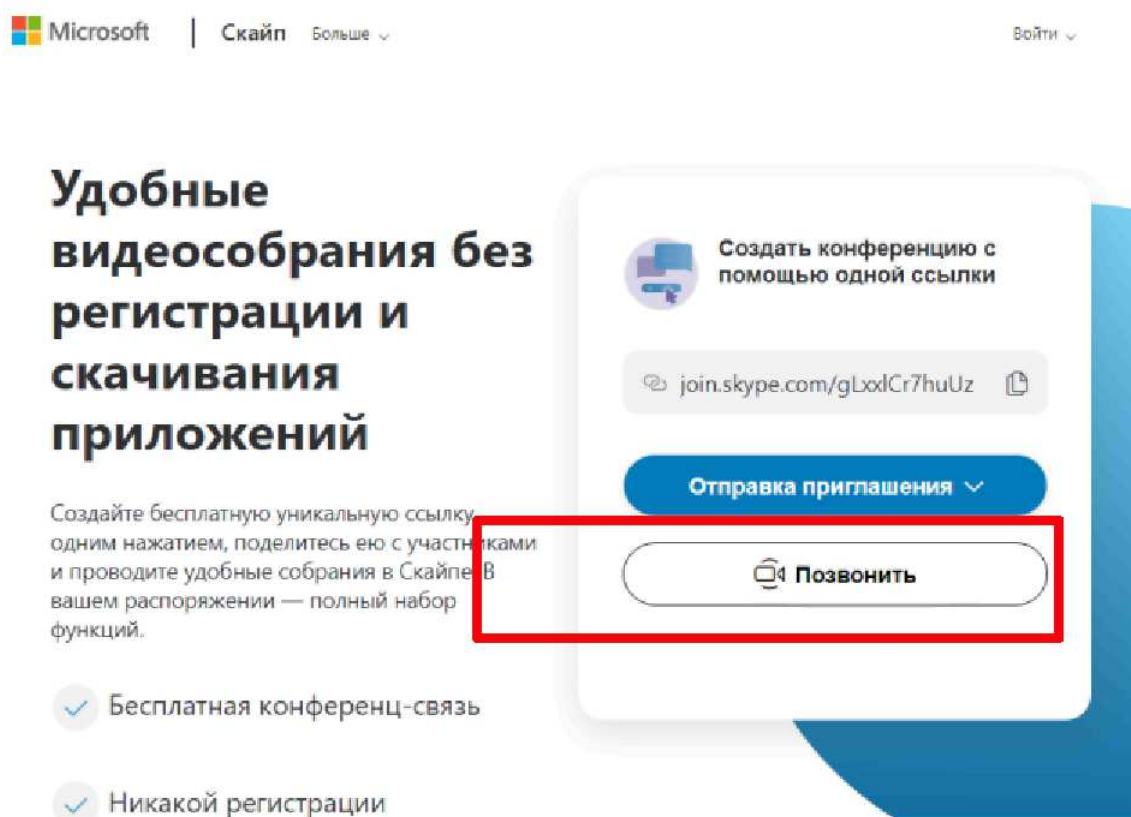 Microsoft | Скайп Больше Войти
Удобные
видеособрания без
регистрации и
скачивания
приложений
Создайте бесплатную уникальную ссылку
одним нажатием, поделитесь ею с участниками
и проводите удобные собрания в Скайпе. В
вашем распоряжении — полный набор
функций.
Бесплатная конференц-связь
Никакой регистрации
Создать конференцию с
помощью одной ссылки
join.skype.com/gLxxlCr7huUz
Отправка приглашения
Позвонить